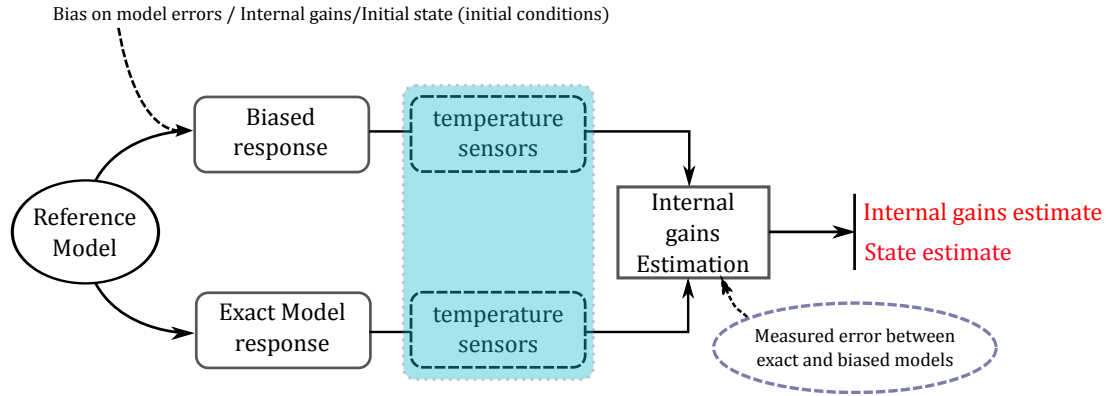 Bias on model errors / Internal gains/Initial state (initial conditions)
Biased
response
temperature
sensors
Reference
Model
Internal
gains
Estimation
Internal gains estimate
State estimate
Exact Model
response
temperature
sensors
Measured error between
exact and biased models